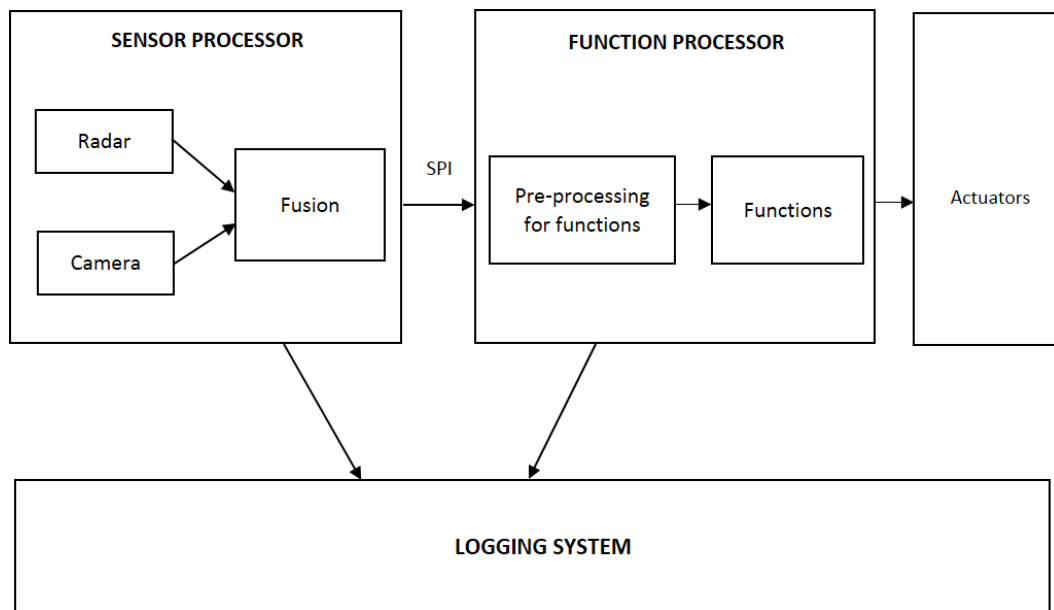 SENSOR PROCESSOR
FUNCTION PROCESSOR
Radar
Camera
Fusion
SPI
Pre-processing
for functions
Functions
Actuators
LOGGING SYSTEM